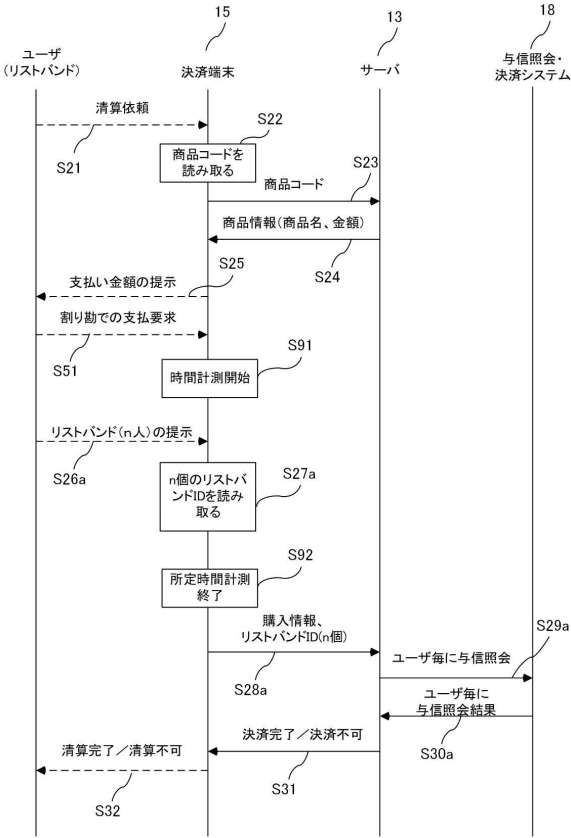 15
13
18
ユーザ
（リストバンド）
決済端末
サーバ
与信照会・
決済システム
清算依頼
S21
S22
商品コードを
読み取る
商品コード
S23
商品情報（商品名、金額）
S24
S25
支払い金額の提示
割り勘での支払要求
S51
S91
時間計測開始
リストバンド（ｎ人）の提示
S26a
S27a
n個のリストバ
ンドIDを読み
取る
S92
所定時間計測
終了
購入情報、
リストバンドID(n個)
S28a
S29a
ユーザ毎に与信照会
ユーザ毎に
与信照会結果
S30a
決済完了／決済不可
S31
清算完了／清算不可
S32